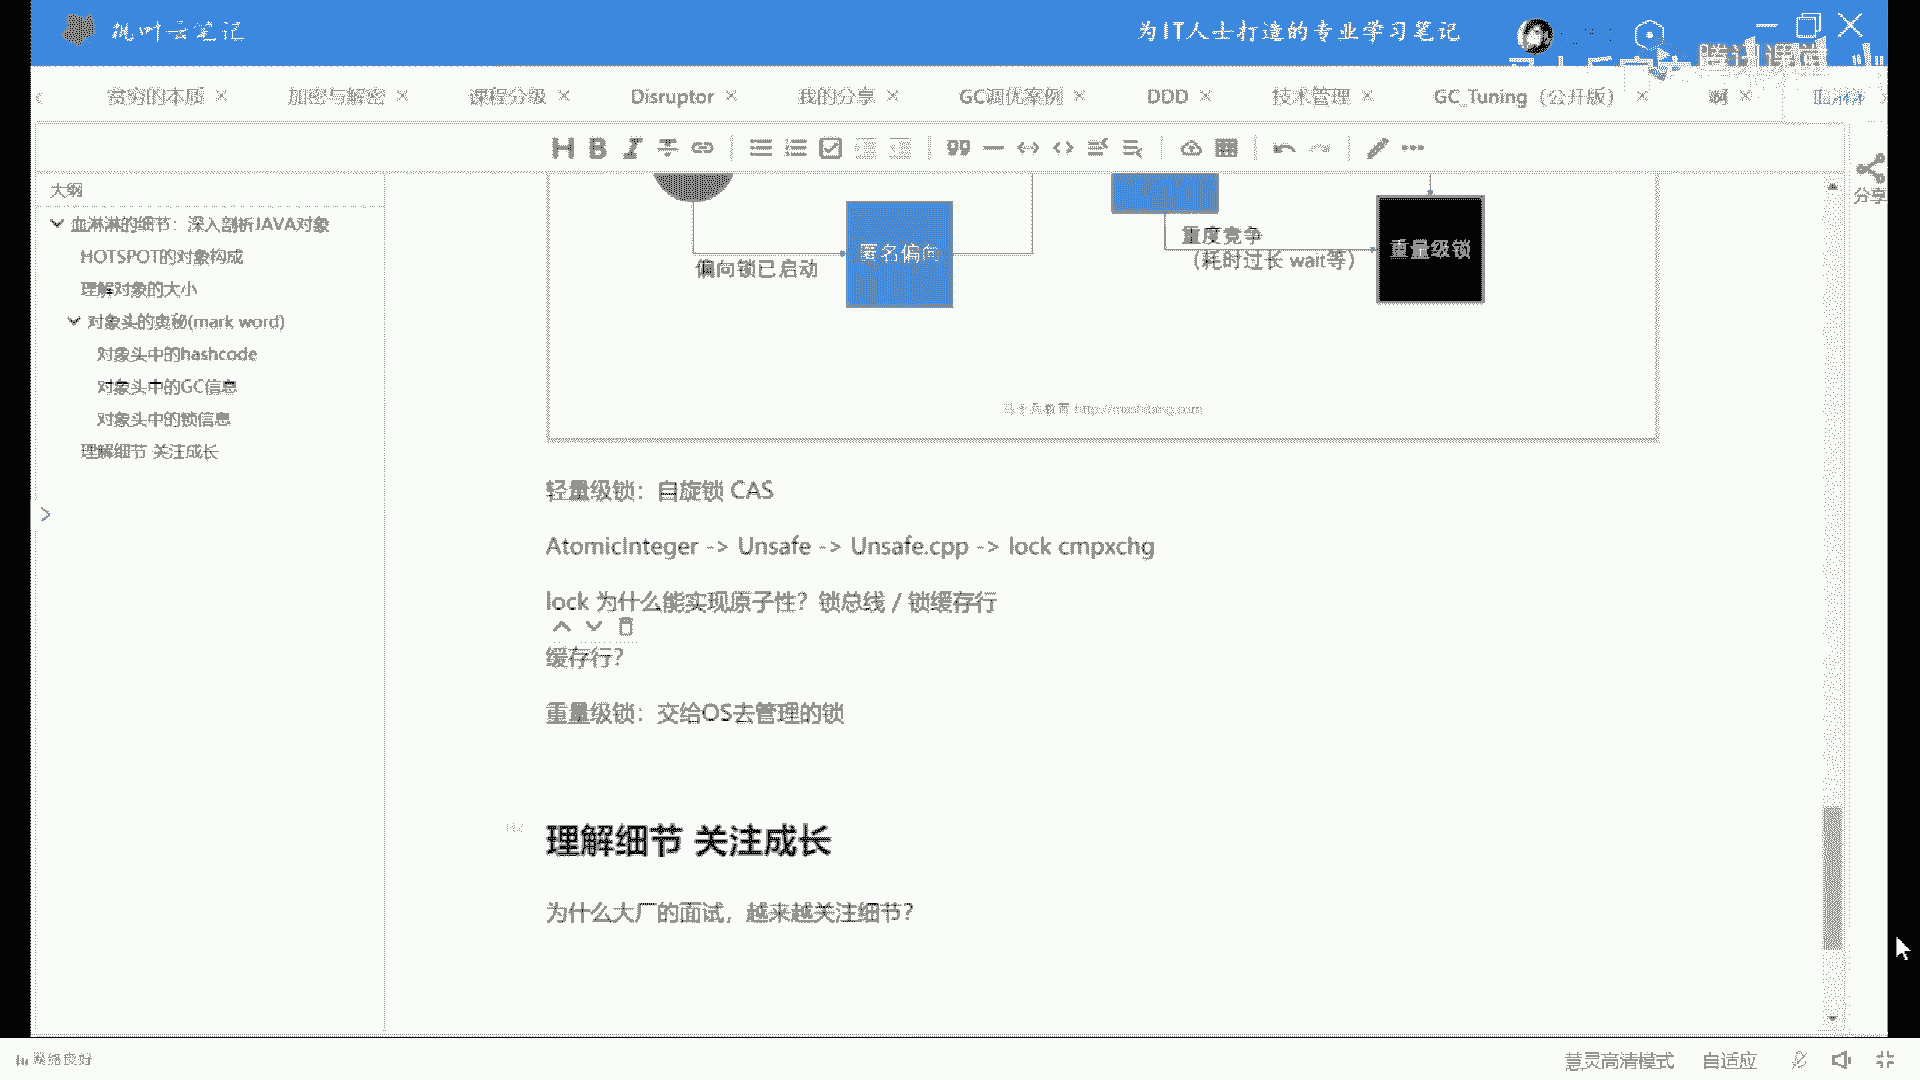 枫叶云笔记
为IT人士打造的专业学习笔记
腾讯课堂
贫穷的本质
加密与解密
课程分级
Disruptor
我的分享
GC调优案例
DDD
技术管理
GC_Tuning（公开版）
分享
大纲
血淋淋的细节：深入剖析JAVA对象
HOTSPOT的对象构成
理解对象的大小
对象头的奥秘(mark word)
对象头中的hashcode
对象头中的GC信息
对象头中的锁信息
理解细节 关注成长
匿名偏向
偏向锁已启动
重度竞争
（耗时过长 wait等）
重量级锁
马士兵教育 http://mashibing.com
轻量级锁：自旋锁 CAS
AtomicInteger -> Unsafe -> Unsafe.cpp -> lock cmpxchg
lock 为什么能实现原子性？锁总线 / 锁缓存行
缓存行？
重量级锁：交给OS去管理的锁
H2
理解细节 关注成长
为什么大厂的面试，越来越关注细节？
网络良好
慧灵高清模式
自适应